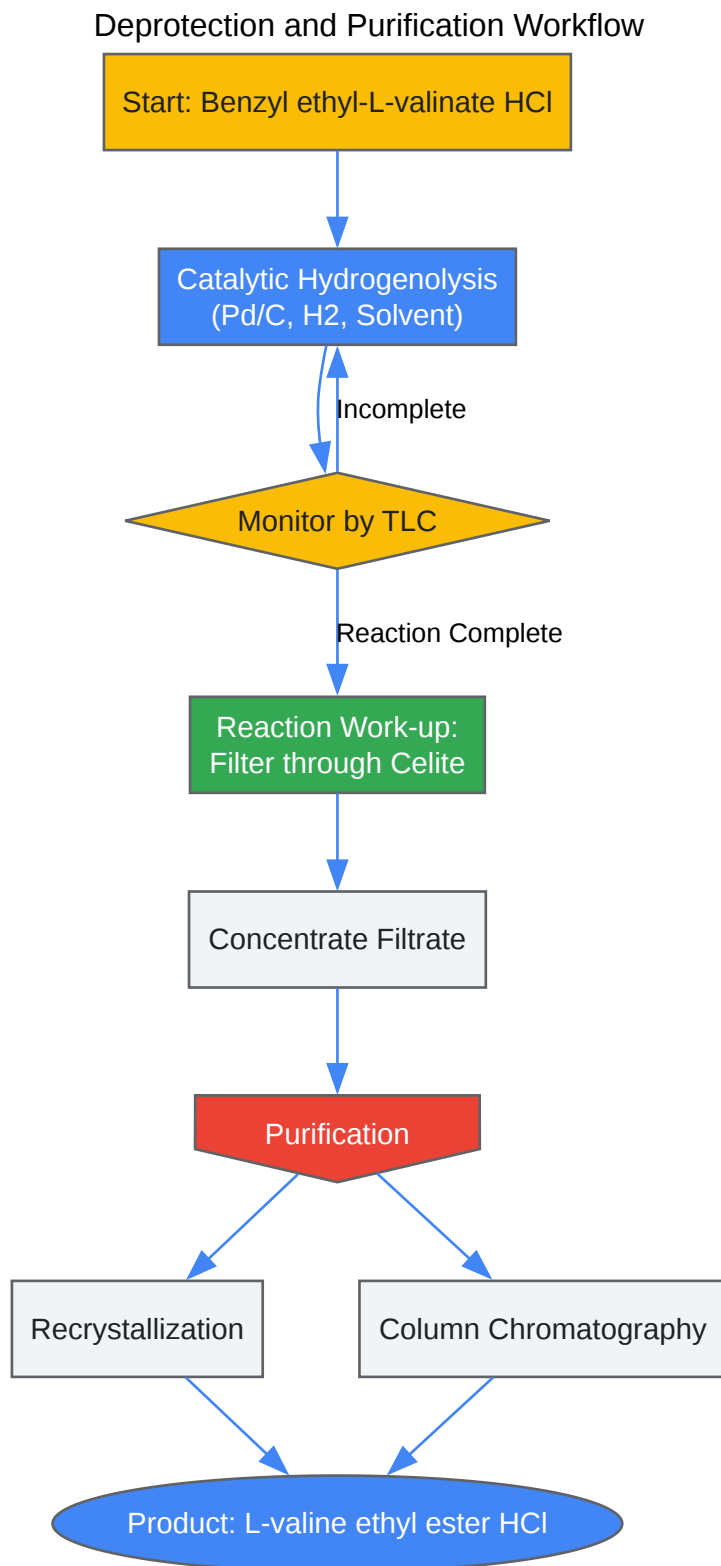 Deprotection and Purification Workflow
Start: Benzyl ethyl-L-valinate HCl
Catalytic Hydrogenolysis
(Pd/C, H2, Solvent)
Incomplete
Monitor by TLC
Reaction Complete
Reaction Work-up:
Filter through Celite
Concentrate Filtrate
Purification
Recrystallization
Column Chromatography
Product: L-valine ethyl ester HCl